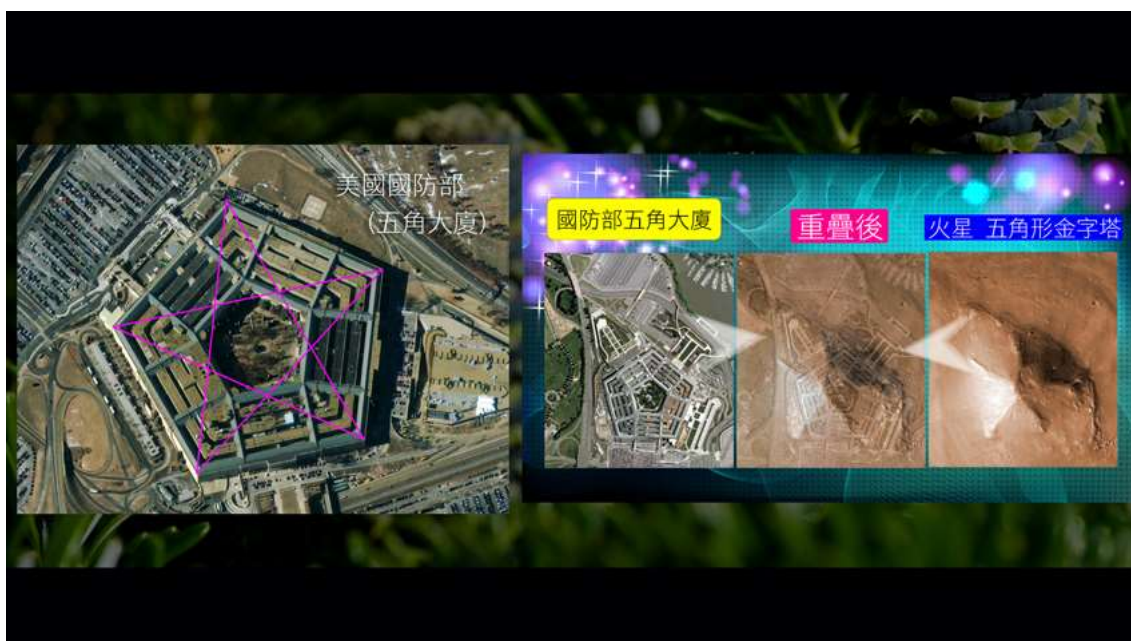 美國國防部
(五角大廈)
國防部五角大廈
重疊後
火星 五角形金字塔